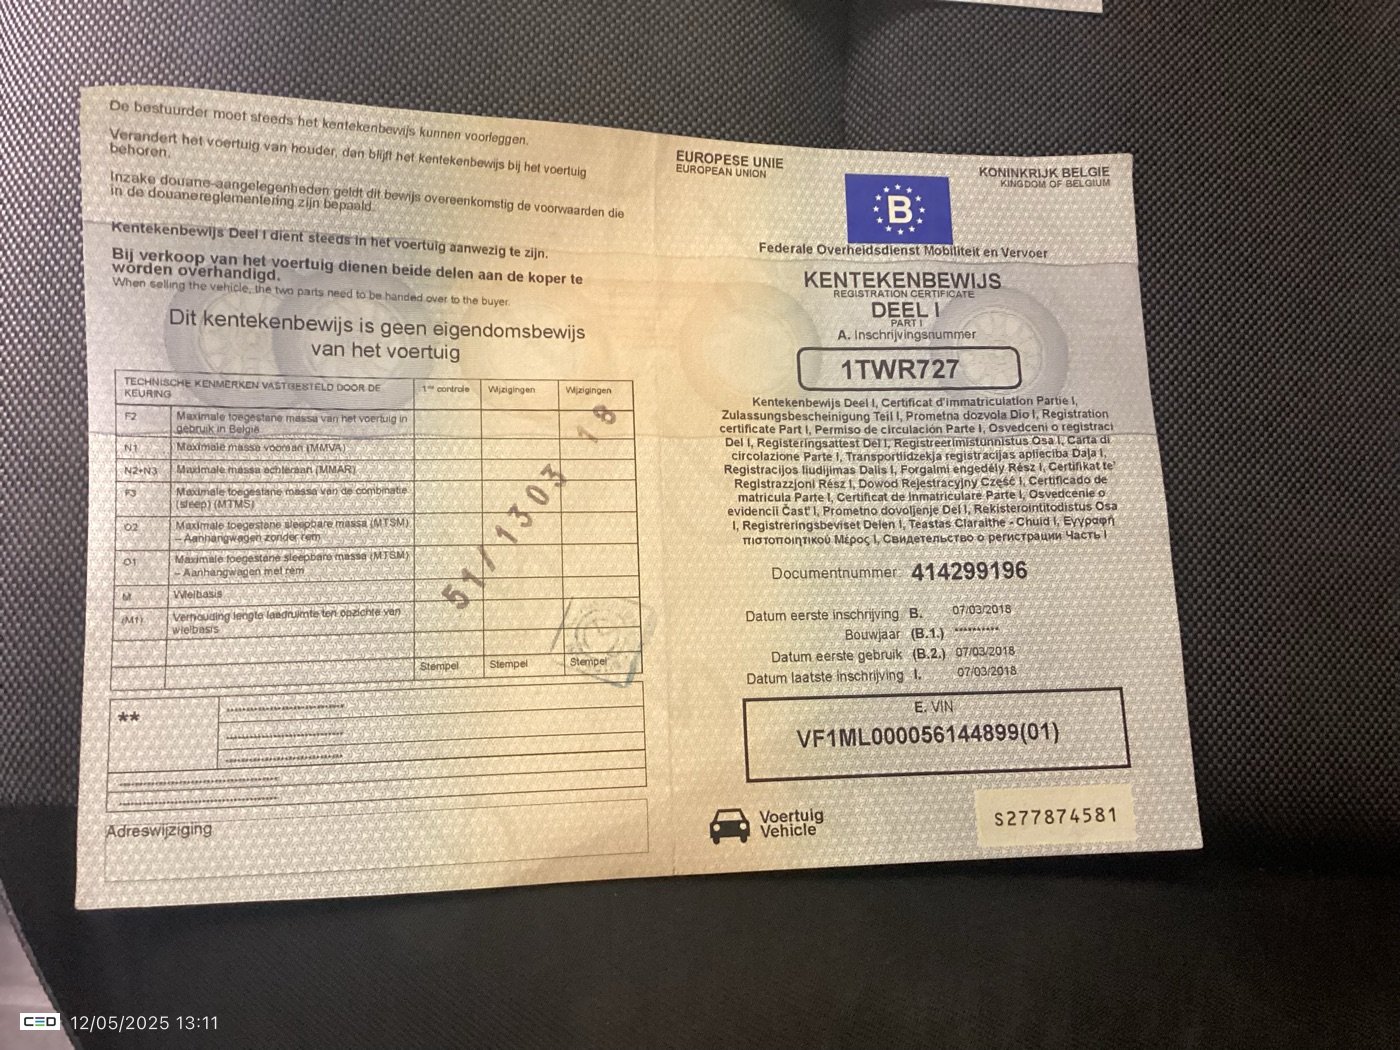 De bestuurder moet steeds het kentekenbewijs kunnen voorleggen.
Verandert het voertuig van houder, dan blijft het kentekenbewijs bij het voertuig
behoren.
Inzake douane-aangelegenheden geldt dit bewijs overeenkomstig de voorwaarden die
in de douanereglementering zijn bepaald.
Kentekenbewijs Deel I dient steeds in het voertuig aanwezig te zijn.
Bij verkoop van het voertuig dienen beide delen aan de koper te
worden overhandigd.
When selling the vehicle, the two parts need to be handed over to the buyer.
Dit kentekenbewijs is geen eigendomsbewijs
van het voertuig
TECHNISCHE KENMERKEN VASTGESTELD DOOR DE
KEURING
1ste controle
Wijzigingen
Wijzigingen
F2 Maximale toegestane massa van het voertuig in
gebruik in België
N1 Maximale massa vooraan (MMVA)
N2+N3 Maximale massa achteraan (MMAR)
F3 Maximale toegestane massa van de combinatie
(sleep) (MTMS)
O2 Maximale toegestane sleepbare massa (MTSM)
– Aanhangwagen zonder rem
O1 Maximale toegestane sleepbare massa (MTSM)
– Aanhangwagen met rem
M Wielbasis
(M1) Verhouding lengte laadruimte ten opzichte van
wielbasis
Stempel Stempel Stempel
51/1303 18
**
Adreswijziging
EUROPESE UNIE
EUROPEAN UNION
KONINKRIJK BELGIE
KINGDOM OF BELGIUM
B
Federale Overheidsdienst Mobiliteit en Vervoer
KENTEKENBEWIJS
REGISTRATION CERTIFICATE
DEEL I
PART I
A. Inschrijvingsnummer
1TWR727
Kentekenbewijs Deel I, Certificat d'immatriculation Partie I,
Zulassungsbescheinigung Teil I, Prometna dozvola Dio I, Registration
certificate Part I, Permiso de circulación Parte I, Osvedceni o registraci
Del I, Registeringsattest Del I, Registreerimistunnistus Osa I, Carta di
circolazione Parte I, Transportlidzekja registracijas apliecība Daļa I,
Registracijos liudijimas Dalis I, Forgalmi engedély Rész I, Certifikat te'
Registrazzjoni Rész I, Dowod Rejestracyjny Część I, Certificado de
matricula Parte I, Certificat de Inmatriculare Parte I, Osvedcenie o
evidencii Časť I, Prometno dovoljenje Del I, Rekisterointitodistus Osa
I, Registreringsbeviset Delen I, Teastas Claraithe - Chuid I, Εγγραφή
πιστοποιητικού Μέρος I, Свидетельство о регистрации Часть I
Documentnummer 414299196
Datum eerste inschrijving B. 07/03/2018
Bouwjaar (B.1.) **********
Datum eerste gebruik (B.2.) 07/03/2018
Datum laatste inschrijving I. 07/03/2018
E. VIN
VF1ML000056144899(01)
Voertuig
Vehicle
S277874581
CED 12/05/2025 13:11